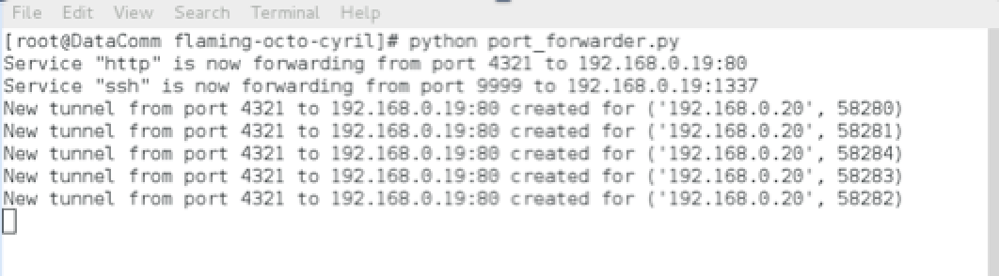 File Edit View Search Terminal Help
[root@DataComm flaming-octo-cyril]# python port_forwarder.py
Service "http" is now forwarding from port 4321 to 192.168.0.19:80
Service "ssh" is now forwarding from port 9999 to 192.168.0.19:1337
New tunnel from port 4321 to 192.168.0.19:80 created for ('192.168.0.20', 58280)
New tunnel from port 4321 to 192.168.0.19:80 created for ('192.168.0.20', 58281)
New tunnel from port 4321 to 192.168.0.19:80 created for ('192.168.0.20', 58284)
New tunnel from port 4321 to 192.168.0.19:80 created for ('192.168.0.20', 58283)
New tunnel from port 4321 to 192.168.0.19:80 created for ('192.168.0.20', 58282)